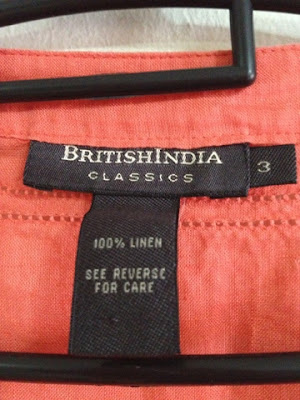 BRITISHINDIA
CLASSICS
3
100% LINEN
SEE REVERSE
FOR CARE